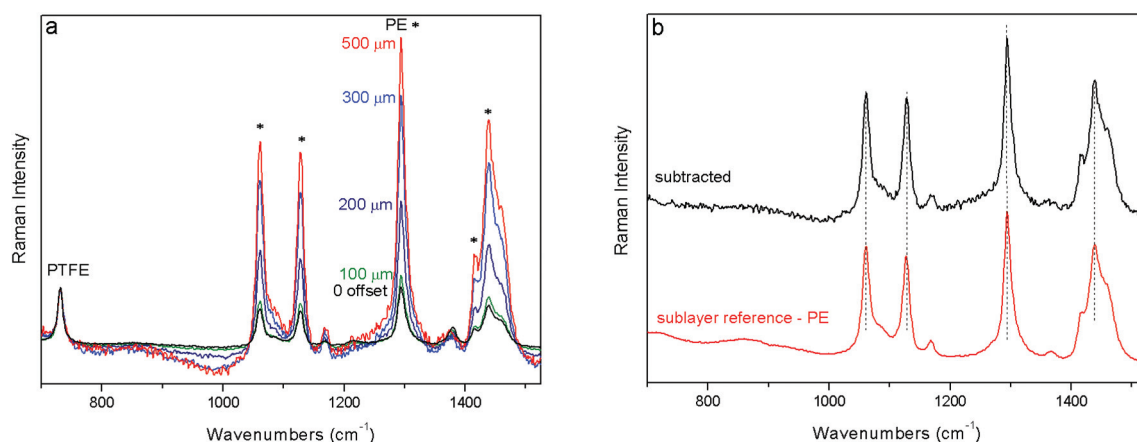 a
PE *
500 μm
300 μm
* * *
200 μm
*
PTFE
100 μm
0 offset
Raman Intensity
800 1000 1200 1400
Wavenumbers (cm⁻¹)
b
subtracted
sublayer reference - PE
Raman Intensity
800 1000 1200 1400
Wavenumbers (cm⁻¹)